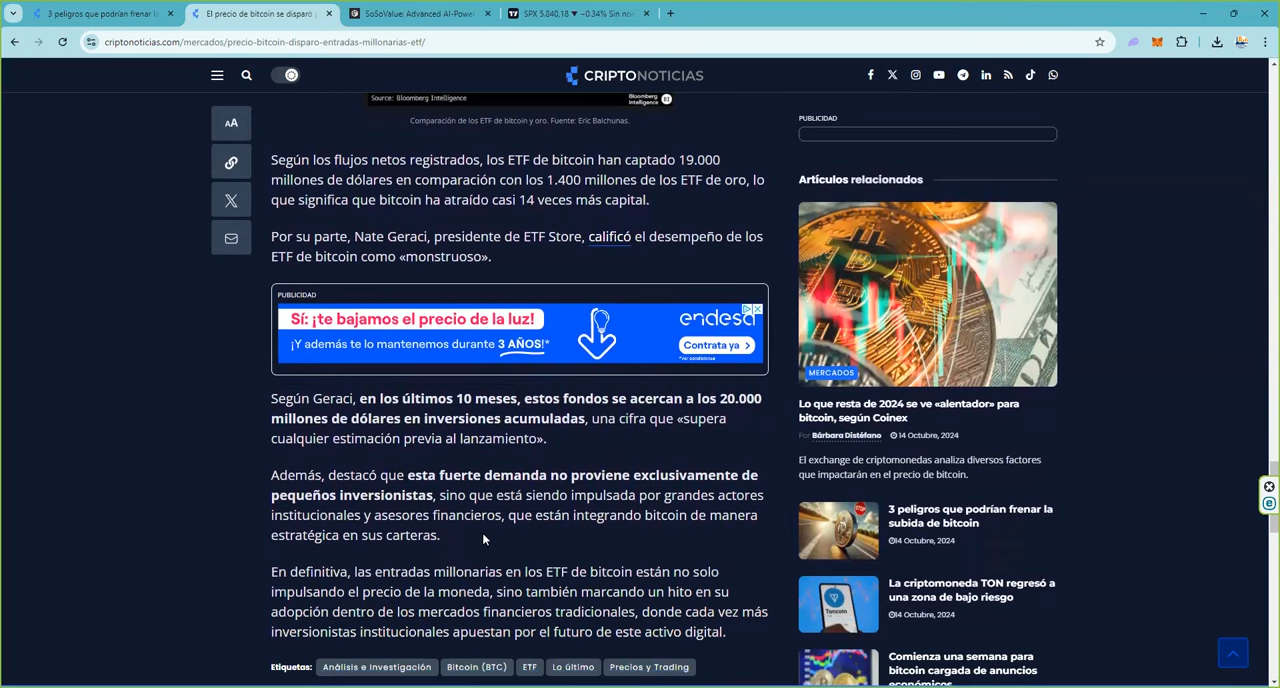 3 peligros que podrían frenar la
El precio de bitcoin se disparó p
SoSoValue: Advanced AI-Power
SPX 5.840,18 ▼ −0.34% Sin nom
criptonoticias.com/mercados/precio-bitcoin-disparo-entradas-millonarias-etf/
CRIPTONOTICIAS
Source: Bloomberg Intelligence
Bloomberg
Intelligence
Comparación de los ETF de bitcoin y oro. Fuente: Eric Balchunas.
AA
Según los flujos netos registrados, los ETF de bitcoin han captado 19.000
millones de dólares en comparación con los 1.400 millones de los ETF de oro, lo
que significa que bitcoin ha atraído casi 14 veces más capital.
Por su parte, Nate Geraci, presidente de ETF Store, calificó el desempeño de los
ETF de bitcoin como «monstruoso».
PUBLICIDAD
Sí: ¡te bajamos el precio de la luz!
¡Y además te lo mantenemos durante 3 AÑOS!*
endesa
Contrata ya >
*Ver condiciones
Según Geraci, en los últimos 10 meses, estos fondos se acercan a los 20.000
millones de dólares en inversiones acumuladas, una cifra que «supera
cualquier estimación previa al lanzamiento».
Además, destacó que esta fuerte demanda no proviene exclusivamente de
pequeños inversionistas, sino que está siendo impulsada por grandes actores
institucionales y asesores financieros, que están integrando bitcoin de manera
estratégica en sus carteras.
En definitiva, las entradas millonarias en los ETF de bitcoin están no solo
impulsando el precio de la moneda, sino también marcando un hito en su
adopción dentro de los mercados financieros tradicionales, donde cada vez más
inversionistas institucionales apuestan por el futuro de este activo digital.
Etiquetas: Análisis e Investigación Bitcoin (BTC) ETF Lo último Precios y Trading
PUBLICIDAD
Artículos relacionados
MERCADOS
Lo que resta de 2024 se ve «alentador» para
bitcoin, según Coinex
Por Bárbara Distéfano 14 Octubre, 2024
El exchange de criptomonedas analiza diversos factores
que impactarán en el precio de bitcoin.
STOP
3 peligros que podrían frenar la
subida de bitcoin
14 Octubre, 2024
Toncoin
La criptomoneda TON regresó a
una zona de bajo riesgo
14 Octubre, 2024
Comienza una semana para
bitcoin cargada de anuncios
económicos